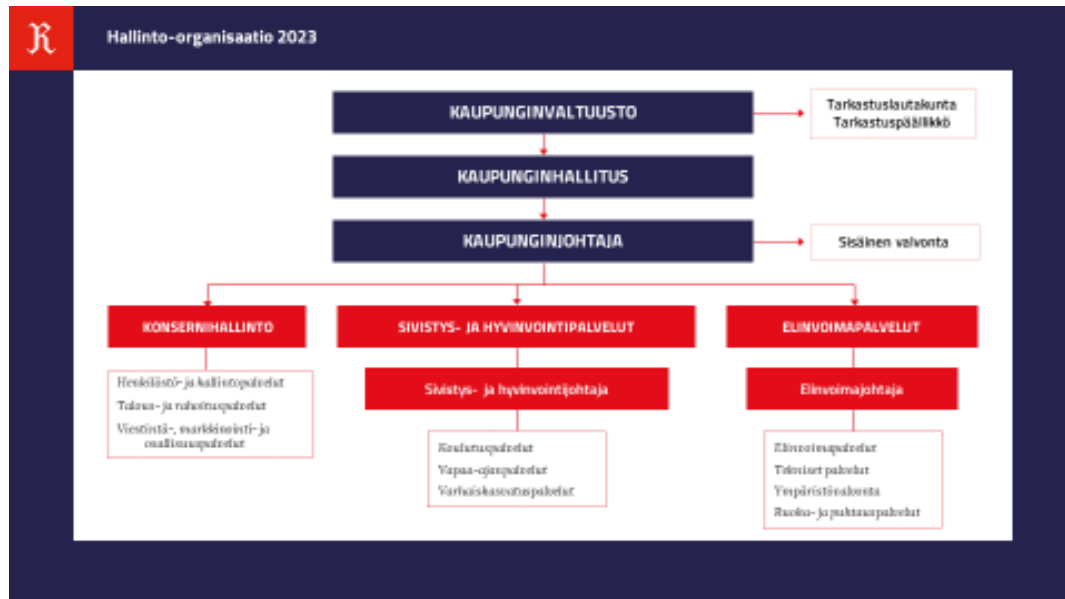 R
Hallinto-organisaatio 2023
KAUPUNGINVALTUUSTO
Tarkastuslautakunta
Tarkastuspäällikkö
KAUPUNGINHALLITUS
KAUPUNGINJOHTAJA
Sisäinen valvonta
KONSERNIHALLINTO
SIVISTYS- JA HYVINVOINTIPALVELUT
ELINVOIMAPALVELUT
Henkilöstö- ja hallintopalvelut
Talous- ja rahoituspalvelut
Viestintä-, markkinointi- ja
osallisuuspalvelut
Sivistys- ja hyvinvointijohtaja
Elinvoimajohtaja
Koulutuspalvelut
Vapaa-ajanpalvelut
Varhaiskasvatuspalvelut
Elinvoimapalvelut
Tekniset palvelut
Ympäristönvalvonta
Ruoka- ja puhtauspalvelut